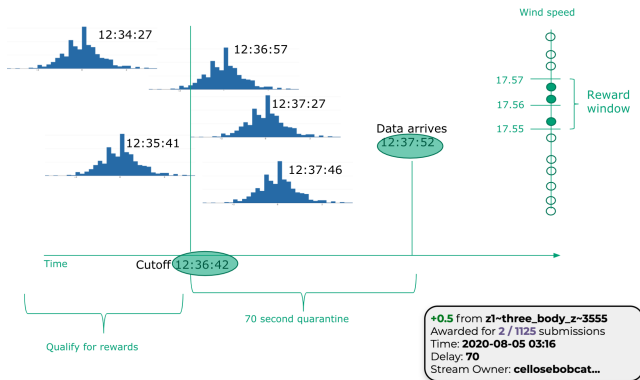 Wind speed
12:34:27
12:36:57
17.57
Reward
window
17.56
12:37:27
17.55
Data arrives
12:37:52
12:35:41
12:37:46
Time
Cutoff 12:36:42
70 second quarantine
Qualify for rewards
+0.5 from z1~three_body_z~3555
Awarded for 2 / 1125 submissions
Time: 2020-08-05 03:16
Delay: 70
Stream Owner: cellosebobcat...